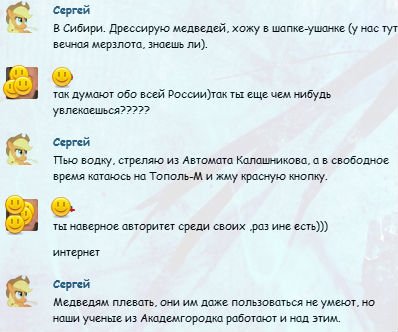 Сергей
В Сибири. Дрессирую медведей, хожу в шапке-ушанке (у нас тут
вечная мерзлота, знаешь ли).
так думают обо всей России)так ты еще чем нибудь
увлекаешься?????
Сергей
Пью водку, стреляю из Автомата Калашникова, а в свободное
время катаюсь на Тополь-М и жму красную кнопку.
ты наверное авторитет среди своих ,раз ине есть)))
интернет
Сергей
Медведям плевать, они им даже пользоваться не умеют, но
наши ученые из Академгородка работают и над этим.